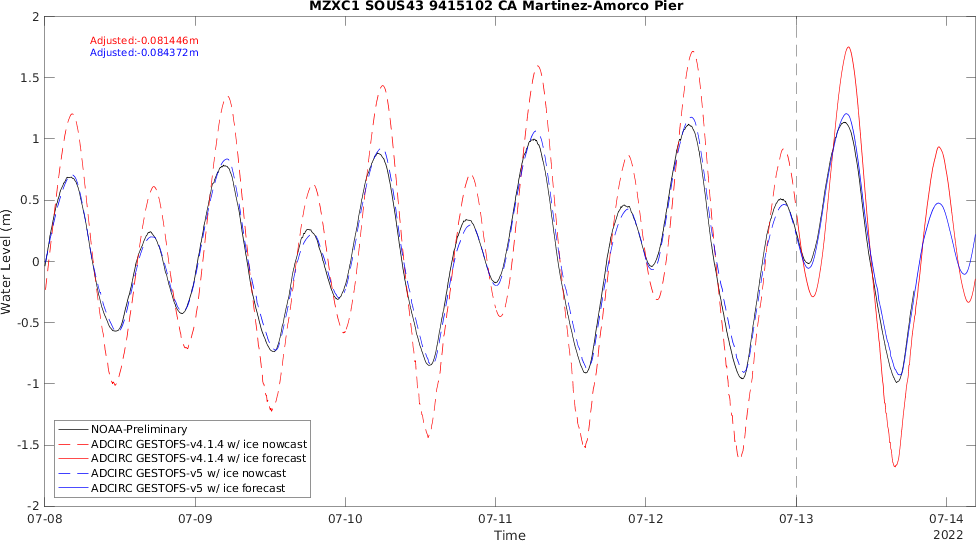 MZXC1 SOUS43 9415102 CA Martinez-Amorco Pier
Adjusted:-0.081446m
Adjusted:-0.084372m
2
1.5
1
0.5
0
-0.5
-1
-1.5
-2
Water Level (m)
NOAA-Preliminary
ADCIRC GESTOFS-v4.1.4 w/ ice nowcast
ADCIRC GESTOFS-v4.1.4 w/ ice forecast
ADCIRC GESTOFS-v5 w/ ice nowcast
ADCIRC GESTOFS-v5 w/ ice forecast
07-08 07-09 07-10 07-11 07-12 07-13 07-14
Time
2022